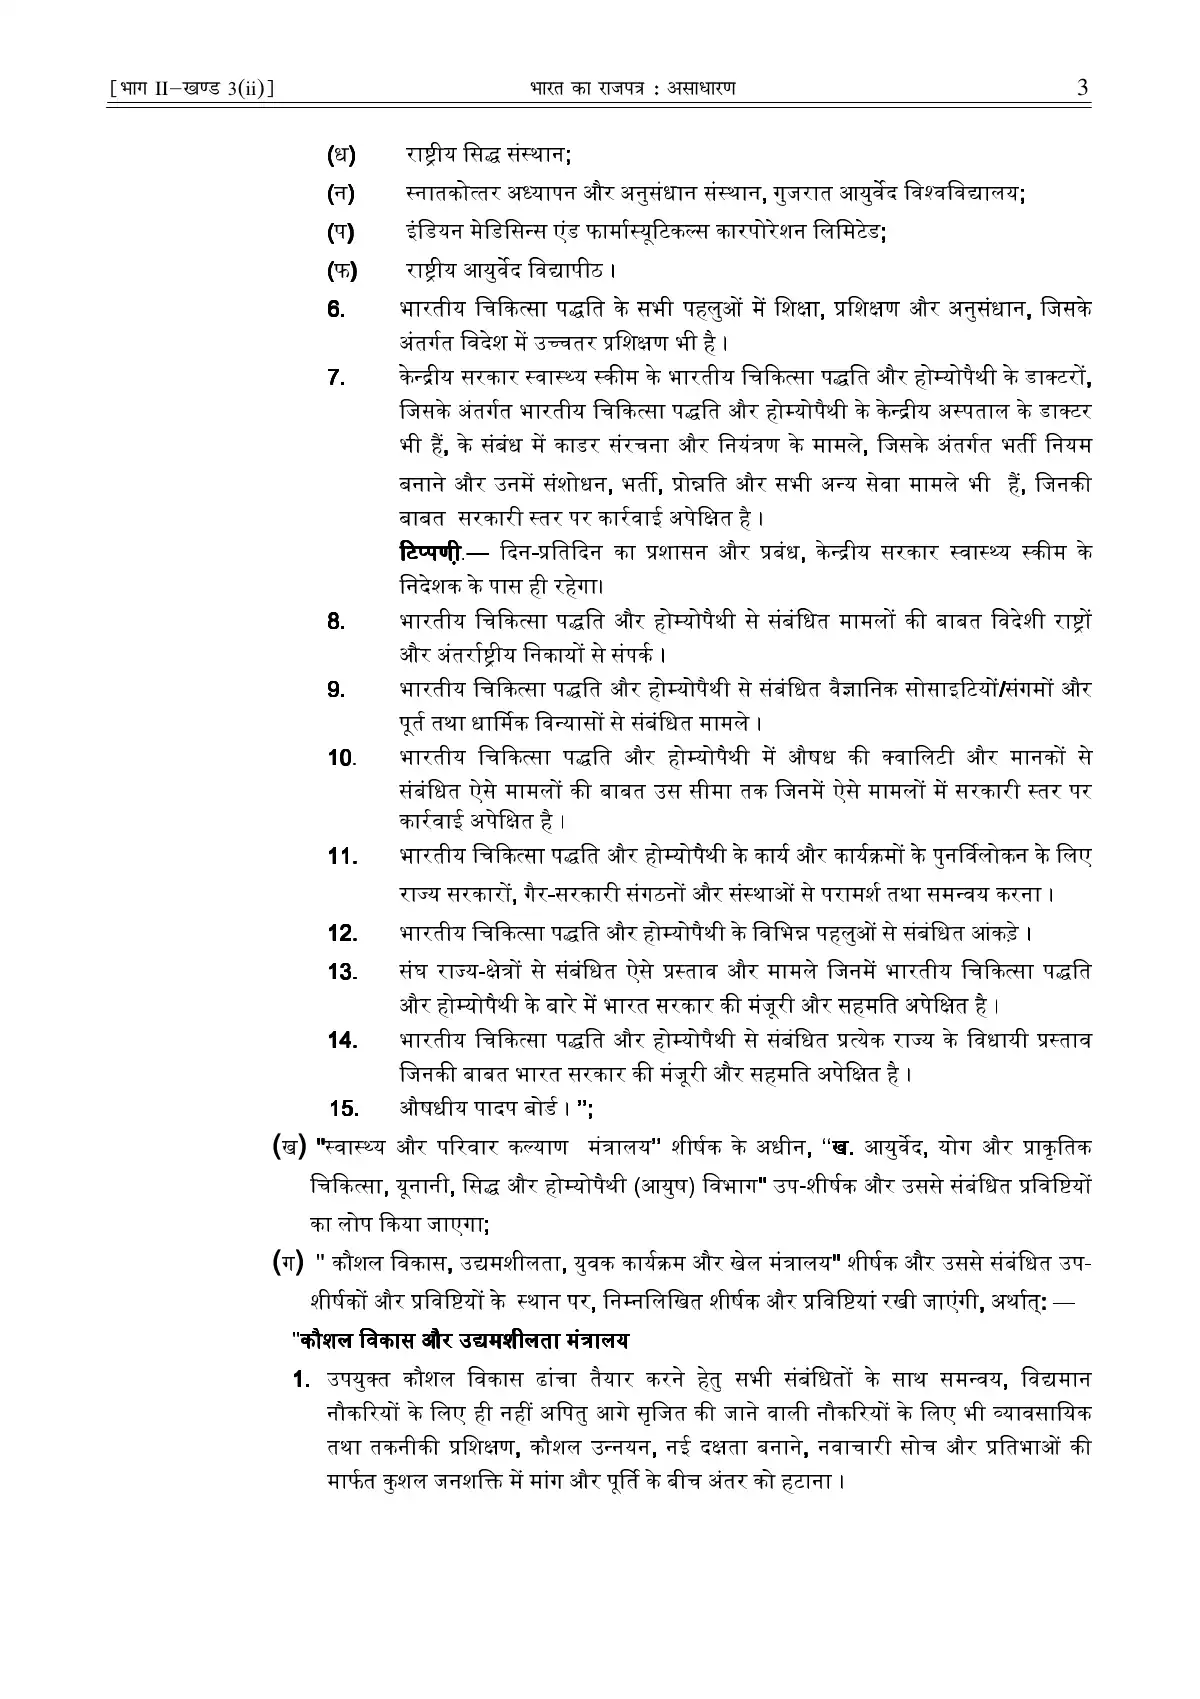 [भाग II—खण्ड 3(ii)] भारत का राजपत्र : असाधारण 3
(ध) राष्ट्रीय सिद्ध संस्थान;
(न) स्नातकोत्तर अध्यापन और अनुसंधान संस्थान, गुजरात आयुर्वेद विश्वविद्यालय;
(प) इंडियन मेडिसिन्स एंड फार्मास्यूटिकल्स कारपोरेशन लिमिटेड;
(फ) राष्ट्रीय आयुर्वेद विद्यापीठ ।
6. भारतीय चिकित्सा पद्धति के सभी पहलुओं में शिक्षा, प्रशिक्षण और अनुसंधान, जिसके
अंतर्गत विदेश में उच्चतर प्रशिक्षण भी है ।
7. केन्द्रीय सरकार स्वास्थ्य स्कीम के भारतीय चिकित्सा पद्धति और होम्योपैथी के डाक्टरों,
जिसके अंतर्गत भारतीय चिकित्सा पद्धति और होम्योपैथी के केन्द्रीय अस्पताल के डाक्टर
भी हैं, के संबंध में काडर संरचना और नियंत्रण के मामले, जिसके अंतर्गत भर्ती नियम
बनाने और उनमें संशोधन, भर्ती, प्रोन्नति और सभी अन्य सेवा मामले भी हैं, जिनकी
बाबत सरकारी स्तर पर कार्रवाई अपेक्षित है ।
टिप्पणी़.— दिन-प्रतिदिन का प्रशासन और प्रबंध, केन्द्रीय सरकार स्वास्थ्य स्कीम के
निदेशक के पास ही रहेगा।
8. भारतीय चिकित्सा पद्धति और होम्योपैथी से संबंधित मामलों की बाबत विदेशी राष्ट्रों
और अंतर्राष्ट्रीय निकायों से संपर्क ।
9. भारतीय चिकित्सा पद्धति और होम्योपैथी से संबंधित वैज्ञानिक सोसाइटियों/संगमों और
पूर्त तथा धार्मिक विन्यासों से संबंधित मामले ।
10. भारतीय चिकित्सा पद्धति और होम्योपैथी में औषध की क्वालिटी और मानकों से
संबंधित ऐसे मामलों की बाबत उस सीमा तक जिनमें ऐसे मामलों में सरकारी स्तर पर
कार्रवाई अपेक्षित है ।
11. भारतीय चिकित्सा पद्धति और होम्योपैथी के कार्य और कार्यक्रमों के पुनर्विलोकन के लिए
राज्य सरकारों, गैर-सरकारी संगठनों और संस्थाओं से परामर्श तथा समन्वय करना ।
12. भारतीय चिकित्सा पद्धति और होम्योपैथी के विभिन्न पहलुओं से संबंधित आंकड़े ।
13. संघ राज्य-क्षेत्रों से संबंधित ऐसे प्रस्ताव और मामले जिनमें भारतीय चिकित्सा पद्धति
और होम्योपैथी के बारे में भारत सरकार की मंजूरी और सहमति अपेक्षित है ।
14. भारतीय चिकित्सा पद्धति और होम्योपैथी से संबंधित प्रत्येक राज्य के विधायी प्रस्ताव
जिनकी बाबत भारत सरकार की मंजूरी और सहमति अपेक्षित है ।
15. औषधीय पादप बोर्ड । ”;
(ख) "स्वास्थ्य और परिवार कल्याण मंत्रालय” शीर्षक के अधीन, “ख. आयुर्वेद, योग और प्राकृतिक
चिकित्सा, यूनानी, सिद्ध और होम्योपैथी (आयुष) विभाग" उप-शीर्षक और उससे संबंधित प्रविष्टियों
का लोप किया जाएगा;
(ग) " कौशल विकास, उद्यमशीलता, युवक कार्यक्रम और खेल मंत्रालय" शीर्षक और उससे संबंधित उप-
शीर्षकों और प्रविष्टियों के स्थान पर, निम्नलिखित शीर्षक और प्रविष्टियां रखी जाएंगी, अर्थात्: —
"कौशल विकास और उद्यमशीलता मंत्रालय
1. उपयुक्त कौशल विकास ढांचा तैयार करने हेतु सभी संबंधितों के साथ समन्वय, विद्यमान
नौकरियों के लिए ही नहीं अपितु आगे सृजित की जाने वाली नौकरियों के लिए भी व्यावसायिक
तथा तकनीकी प्रशिक्षण, कौशल उन्नयन, नई दक्षता बनाने, नवाचारी सोच और प्रतिभाओं की
मार्फत कुशल जनशक्ति में मांग और पूर्ति के बीच अंतर को हटाना ।